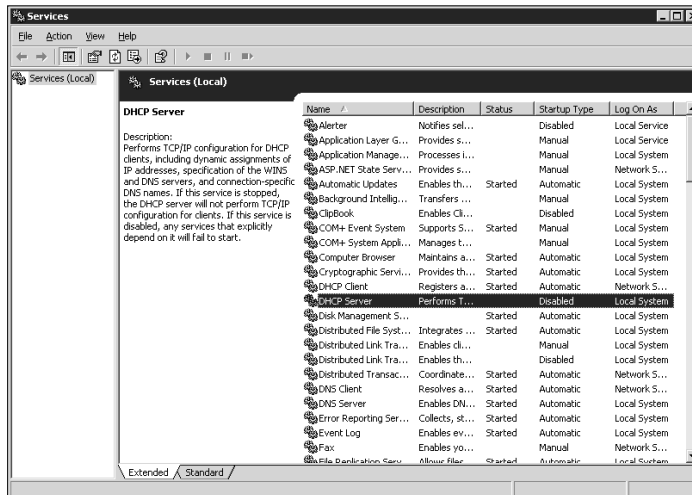 Services
File Action View Help
Services (Local)
Services (Local)
DHCP Server
Description:
Performs TCP/IP configuration for DHCP
clients, including dynamic assignments of
IP addresses, specification of the WINS
and DNS servers, and connection-specific
DNS names. If this service is stopped,
the DHCP server will not perform TCP/IP
configuration for clients. If this service is
disabled, any services that explicitly
depend on it will fail to start.
Name Description Status Startup Type Log On As
Alerter Notifies sel... Disabled Local Service
Application Layer G... Provides s... Manual Local Service
Application Manage... Processes i... Manual Local System
ASP.NET State Serv... Provides s... Manual Network S...
Automatic Updates Enables th... Started Automatic Local System
Background Intellig... Transfers ... Manual Local System
ClipBook Enables Cli... Disabled Local System
COM+ Event System Supports S... Started Manual Local System
COM+ System Appli... Manages t... Manual Local System
Computer Browser Maintains a... Started Automatic Local System
Cryptographic Servi... Provides th... Started Automatic Local System
DHCP Client Registers a... Started Automatic Network S...
DHCP Server Performs T... Disabled Local System
Disk Management S... Started Automatic Local System
Distributed File Syst... Integrates ... Started Automatic Local System
Distributed Link Tra... Enables cli... Manual Local System
Distributed Link Tra... Enables th... Disabled Local System
Distributed Transac... Coordinate... Started Automatic Network S...
DNS Client Resolves a... Started Automatic Network S...
DNS Server Enables DN... Started Automatic Local System
Error Reporting Ser... Collects, st... Started Automatic Local System
Event Log Enables ev... Started Automatic Local System
Fax Enables yo... Manual Network S...
File Replication Serv... Allows files... Started Automatic Local System
Extended Standard